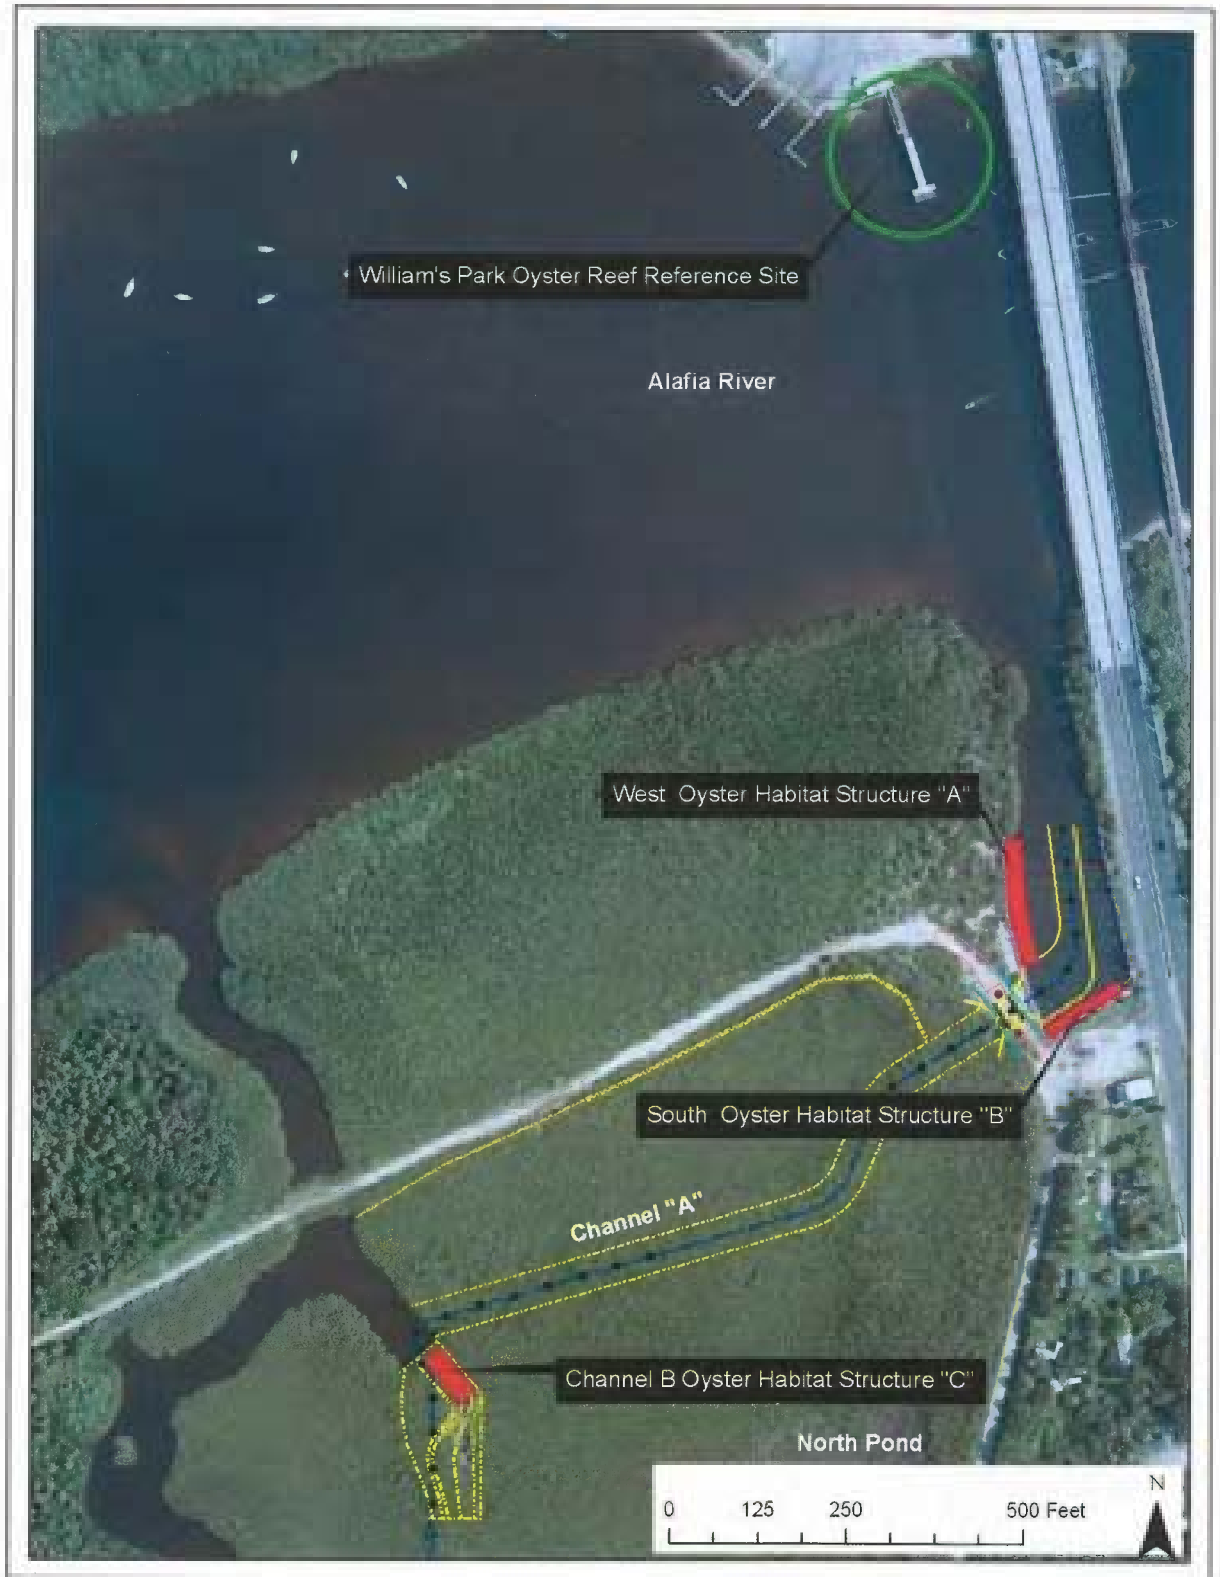 William's Park Oyster Reef Reference Site
Alafia River
West Oyster Habitat Structure "A"
South Oyster Habitat Structure "B"
Channel "A"
Channel B Oyster Habitat Structure "C"
North Pond
0 125 250 500 Feet
N